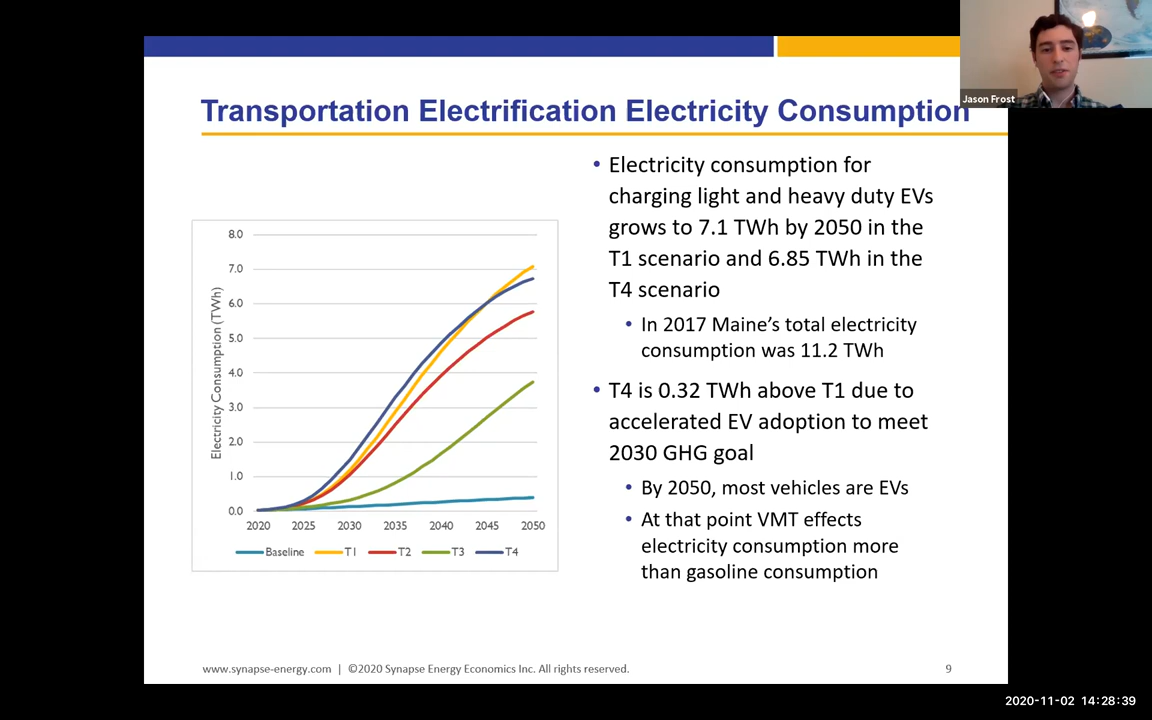 Jason Frost
Transportation Electrification Electricity Consumption
8.0
7.0
6.0
5.0
4.0
3.0
2.0
1.0
0.0
Electricity Consumption (TWh)
2020 2025 2030 2035 2040 2045 2050
Baseline T1 T2 T3 T4
• Electricity consumption for
charging light and heavy duty EVs
grows to 7.1 TWh by 2050 in the
T1 scenario and 6.85 TWh in the
T4 scenario
• In 2017 Maine's total electricity
consumption was 11.2 TWh
• T4 is 0.32 TWh above T1 due to
accelerated EV adoption to meet
2030 GHG goal
• By 2050, most vehicles are EVs
• At that point VMT effects
electricity consumption more
than gasoline consumption
www.synapse-energy.com | ©2020 Synapse Energy Economics Inc. All rights reserved.
9
2020-11-02 14:28:39